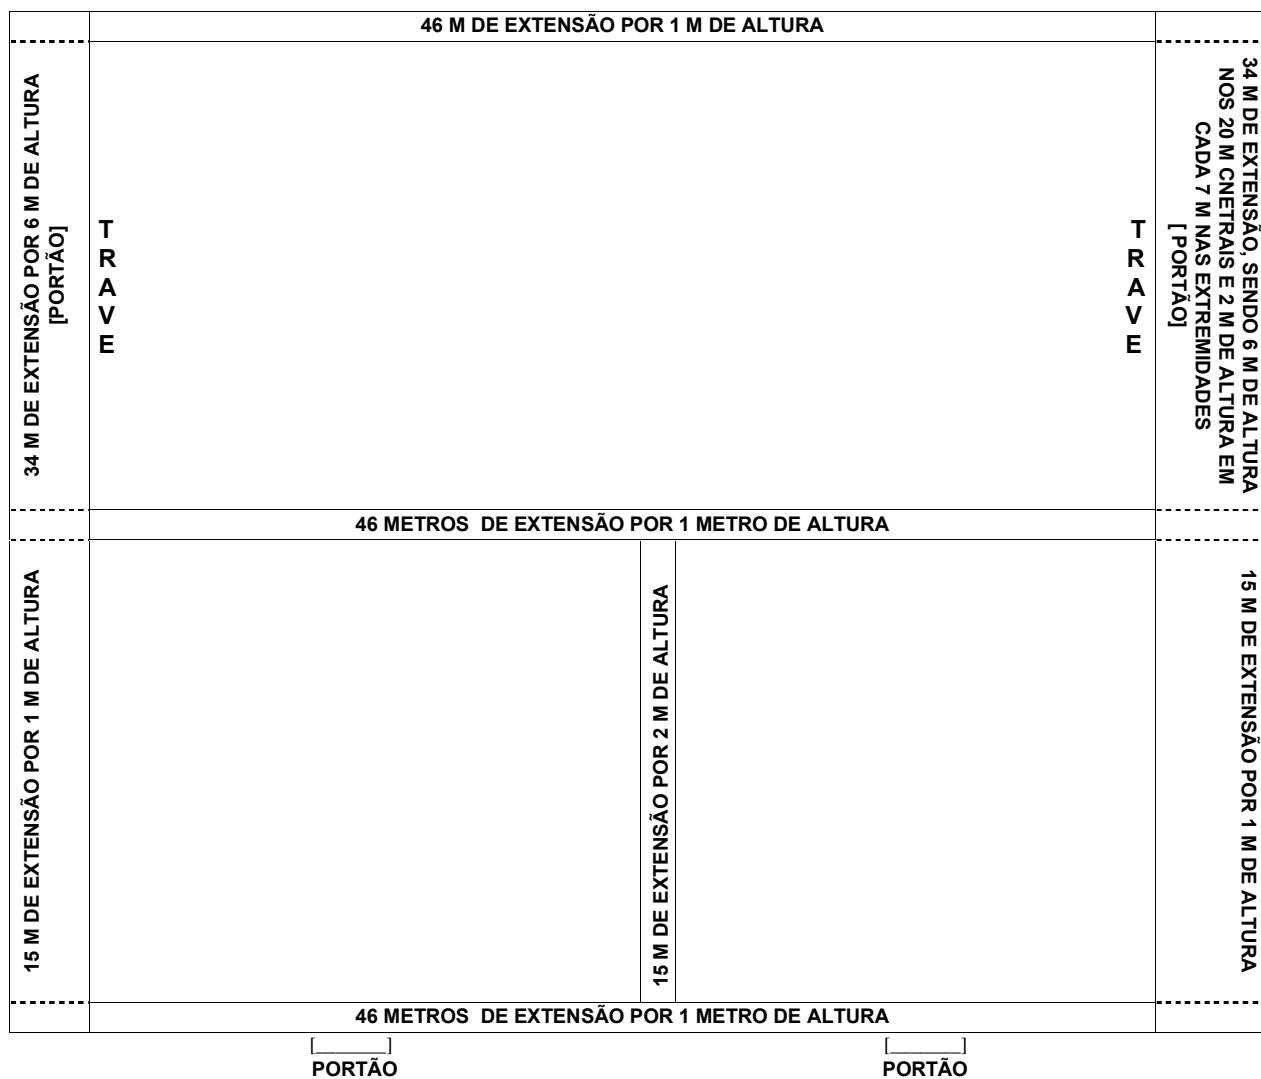 46 M DE EXTENSÃO POR 1 M DE ALTURA
34 M DE EXTENSÃO POR 6 M DE ALTURA
[PORTÃO]
T
R
A
V
E
T
R
A
V
E
34 M DE EXTENSÃO, SENDO 6 M DE ALTURA
NOS 20 M CNETRAIS E 2 M DE ALTURA EM
CADA 7 M NAS EXTREMIDADES
[ PORTÃO]
46 METROS  DE EXTENSÃO POR 1 METRO DE ALTURA
15 M DE EXTENSÃO POR 1 M DE ALTURA
15 M DE EXTENSÃO POR 2 M DE ALTURA
15 M DE EXTENSÃO POR 1 M DE ALTURA
46 METROS  DE EXTENSÃO POR 1 METRO DE ALTURA
[_______] [_______]
PORTÃO PORTÃO